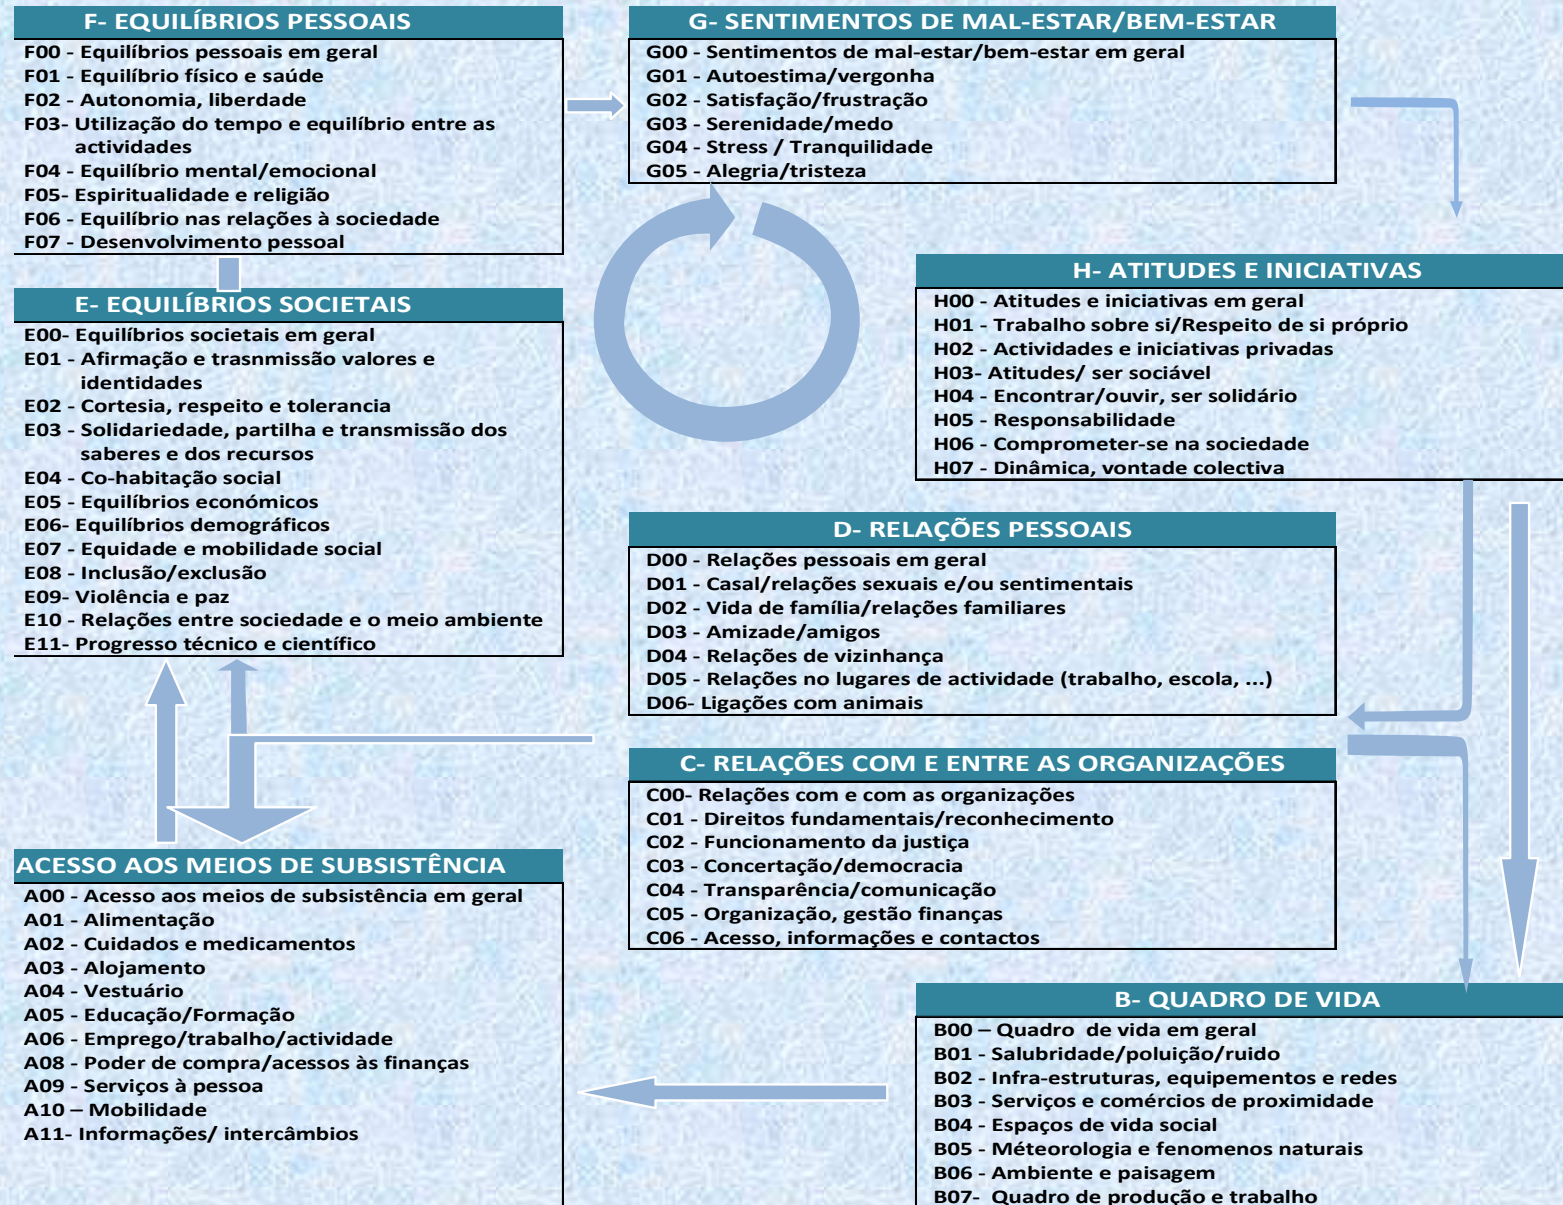 F- EQUILÍBRIOS PESSOAIS
F00 - Equilíbrios pessoais em geral
F01 - Equilíbrio físico e saúde
F02 - Autonomia, liberdade
F03- Utilização do tempo e equilíbrio entre as
actividades
F04 - Equilíbrio mental/emocional
F05- Espiritualidade e religião
F06 - Equilíbrio nas relações à sociedade
F07 - Desenvolvimento pessoal
G- SENTIMENTOS DE MAL-ESTAR/BEM-ESTAR
G00 - Sentimentos de mal-estar/bem-estar em geral
G01 - Autoestima/vergonha
G02 - Satisfação/frustração
G03 - Serenidade/medo
G04 - Stress / Tranquilidade
G05 - Alegria/tristeza
H- ATITUDES E INICIATIVAS
H00 - Atitudes e iniciativas em geral
H01 - Trabalho sobre si/Respeito de si próprio
H02 - Actividades e iniciativas privadas
H03- Atitudes/ ser sociável
H04 - Encontrar/ouvir, ser solidário
H05 - Responsabilidade
H06 - Comprometer-se na sociedade
H07 - Dinâmica, vontade colectiva
E- EQUILÍBRIOS SOCIETAIS
E00- Equilíbrios societais em geral
E01 - Afirmação e trasnmissão valores e
identidades
E02 - Cortesia, respeito e tolerancia
E03 - Solidariedade, partilha e transmissão dos
saberes e dos recursos
E04 - Co-habitação social
E05 - Equilíbrios económicos
E06- Equilíbrios demográficos
E07 - Equidade e mobilidade social
E08 - Inclusão/exclusão
E09- Violência e paz
E10 - Relações entre sociedade e o meio ambiente
E11- Progresso técnico e científico
D- RELAÇÕES PESSOAIS
D00 - Relações pessoais em geral
D01 - Casal/relações sexuais e/ou sentimentais
D02 - Vida de família/relações familiares
D03 - Amizade/amigos
D04 - Relações de vizinhança
D05 - Relações no lugares de actividade (trabalho, escola, ...)
D06- Ligações com animais
C- RELAÇÕES COM E ENTRE AS ORGANIZAÇÕES
C00- Relações com e com as organizações
C01 - Direitos fundamentais/reconhecimento
C02 - Funcionamento da justiça
C03 - Concertação/democracia
C04 - Transparência/comunicação
C05 - Organização, gestão finanças
C06 - Acesso, informações e contactos
ACESSO AOS MEIOS DE SUBSISTÊNCIA
A00 - Acesso aos meios de subsistência em geral
A01 - Alimentação
A02 - Cuidados e medicamentos
A03 - Alojamento
A04 - Vestuário
A05 - Educação/Formação
A06 - Emprego/trabalho/actividade
A08 - Poder de compra/acessos às finanças
A09 - Serviços à pessoa
A10 – Mobilidade
A11- Informações/ intercâmbios
B- QUADRO DE VIDA
B00 – Quadro de vida em geral
B01 - Salubridade/poluição/ruido
B02 - Infra-estruturas, equipementos e redes
B03 - Serviços e comércios de proximidade
B04 - Espaços de vida social
B05 - Méteorologia e fenomenos naturais
B06 - Ambiente e paisagem
B07- Quadro de produção e trabalho